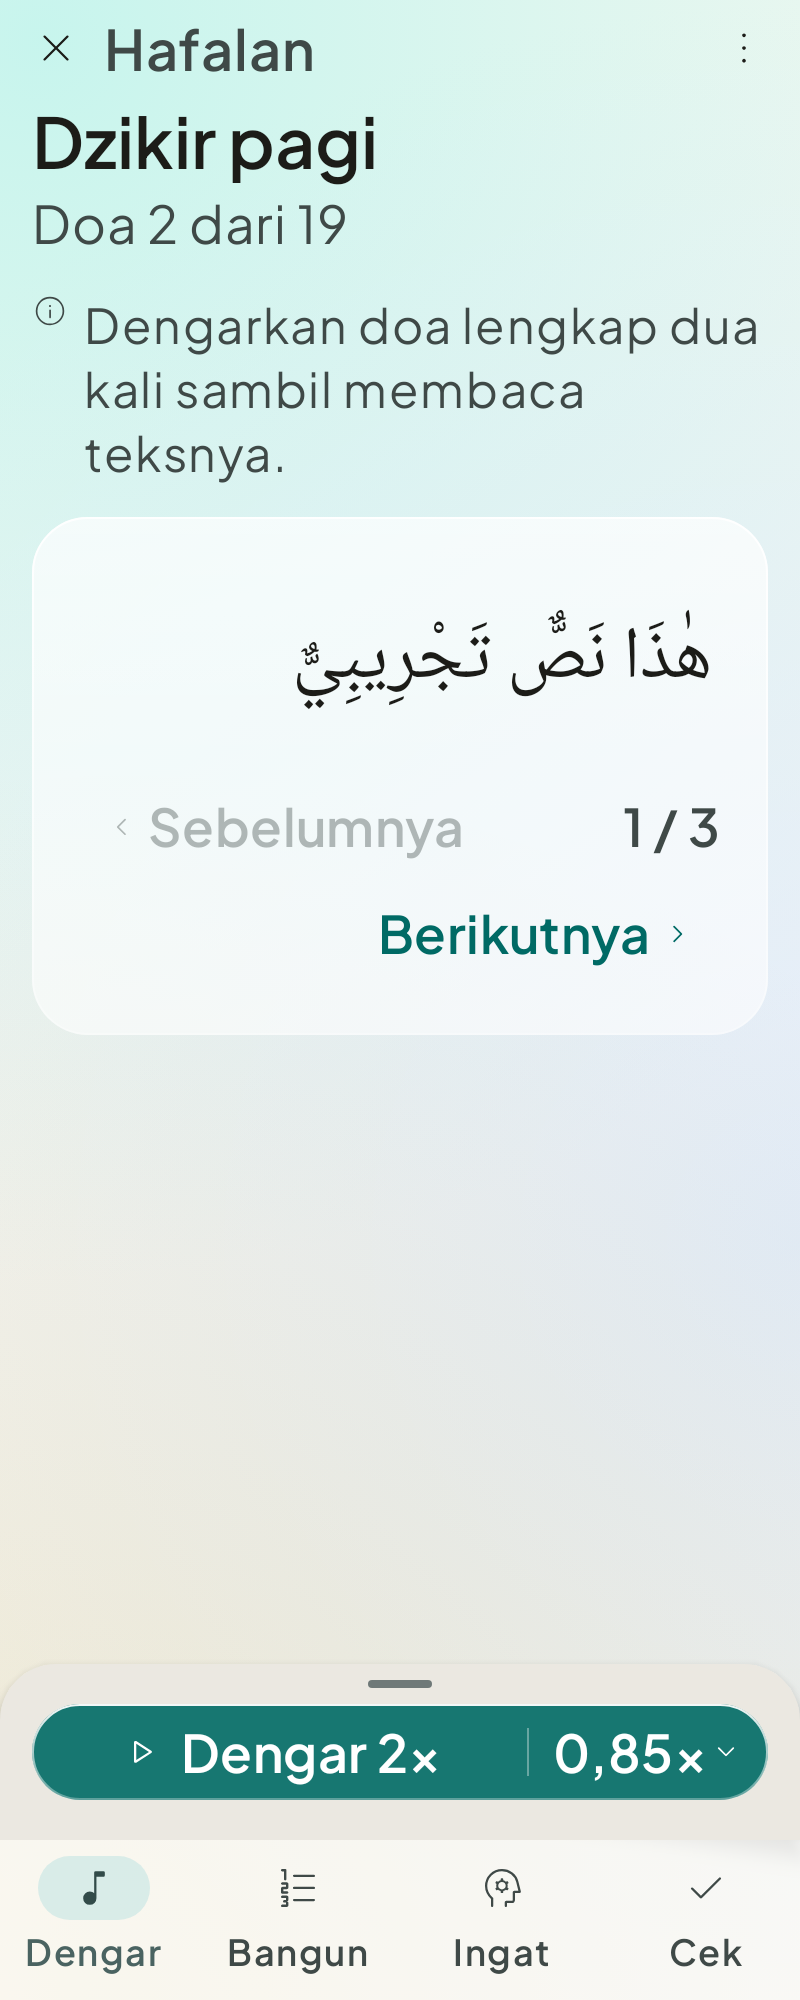 Hafalan
Dzikir pagi
Doa 2 dari 19
Dengarkan doa lengkap dua
kali sambil membaca
teksnya.
هٰذَا نَصٌّ تَجْرِيبِيٌّ
Sebelumnya
1 / 3
Berikutnya
Dengar 2×
0,85×
Dengar
Bangun
Ingat
Cek